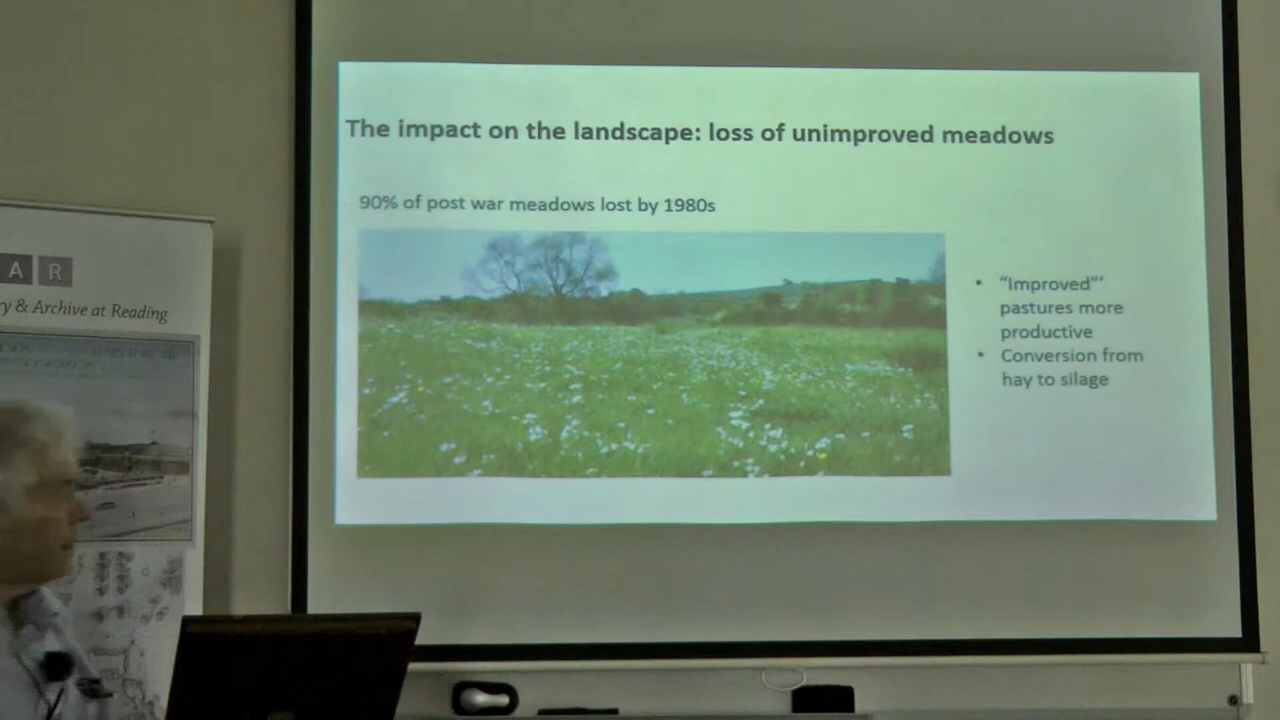 The impact on the landscape: loss of unimproved meadows
90% of post war meadows lost by 1980s
• "Improved"'
pastures more
productive
• Conversion from
hay to silage
A R
y & Archive at Reading